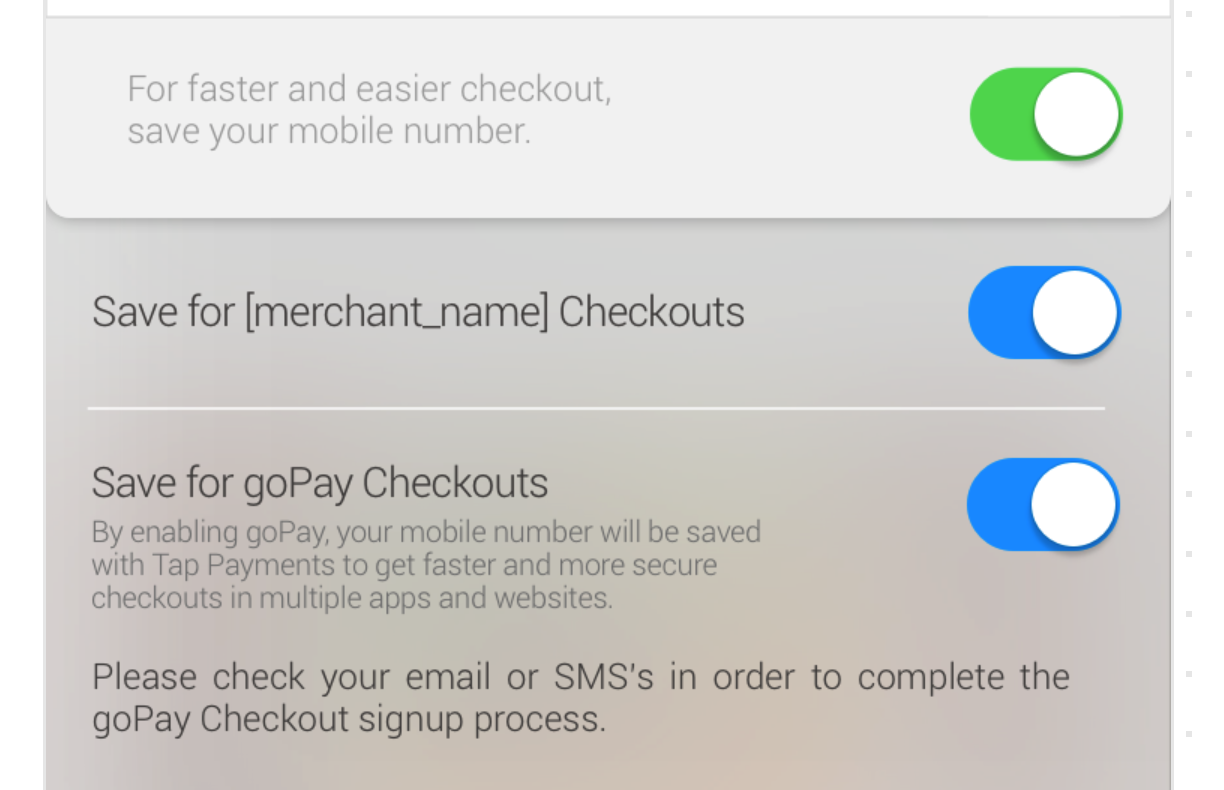 For faster and easier checkout,
save your mobile number.
Save for [merchant_name] Checkouts
Save for goPay Checkouts
By enabling goPay, your mobile number will be saved
with Tap Payments to get faster and more secure
checkouts in multiple apps and websites.
Please check your email or SMS's in order to complete the
goPay Checkout signup process.